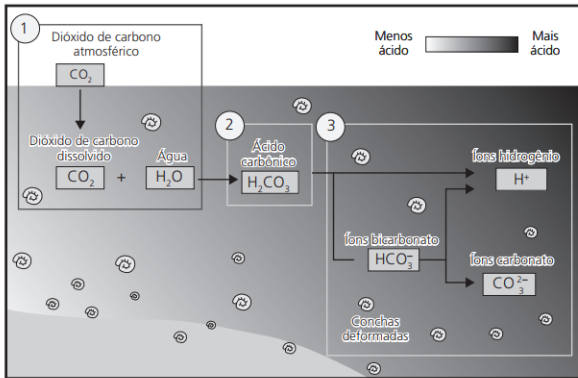 1
Dióxido de carbono
atmosférico
CO₂
Menos
ácido
Mais
ácido
Dióxido de carbono
dissolvido
CO₂
+
Água
H₂O
2
Ácido
carbônico
H₂CO₃
3
Íons hidrogênio
H⁺
Íons bicarbonato
HCO₃⁻
Íons carbonato
CO₃²⁻
Conchas
deformadas